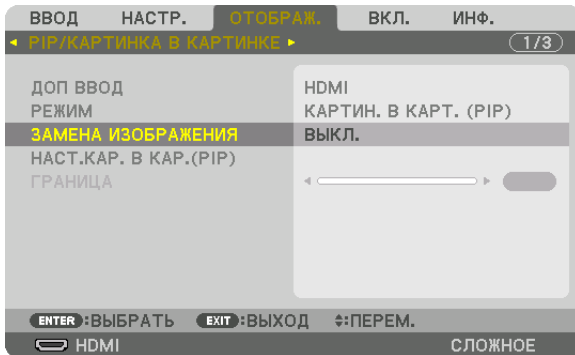 ВВОД НАСТР. ОТОБРАЖ. ВКЛ. ИНФ.
PIP/КАРТИНКА В КАРТИНКЕ 1/3
ДОП ВВОД HDMI
РЕЖИМ КАРТИН. В КАРТ. (PIP)
ЗАМЕНА ИЗОБРАЖЕНИЯ ВЫКЛ.
НАСТ.КАР. В КАР.(PIP)
ГРАНИЦА
ENTER :ВЫБРАТЬ EXIT :ВЫХОД :ПЕРЕМ.
HDMI СЛОЖНОЕ